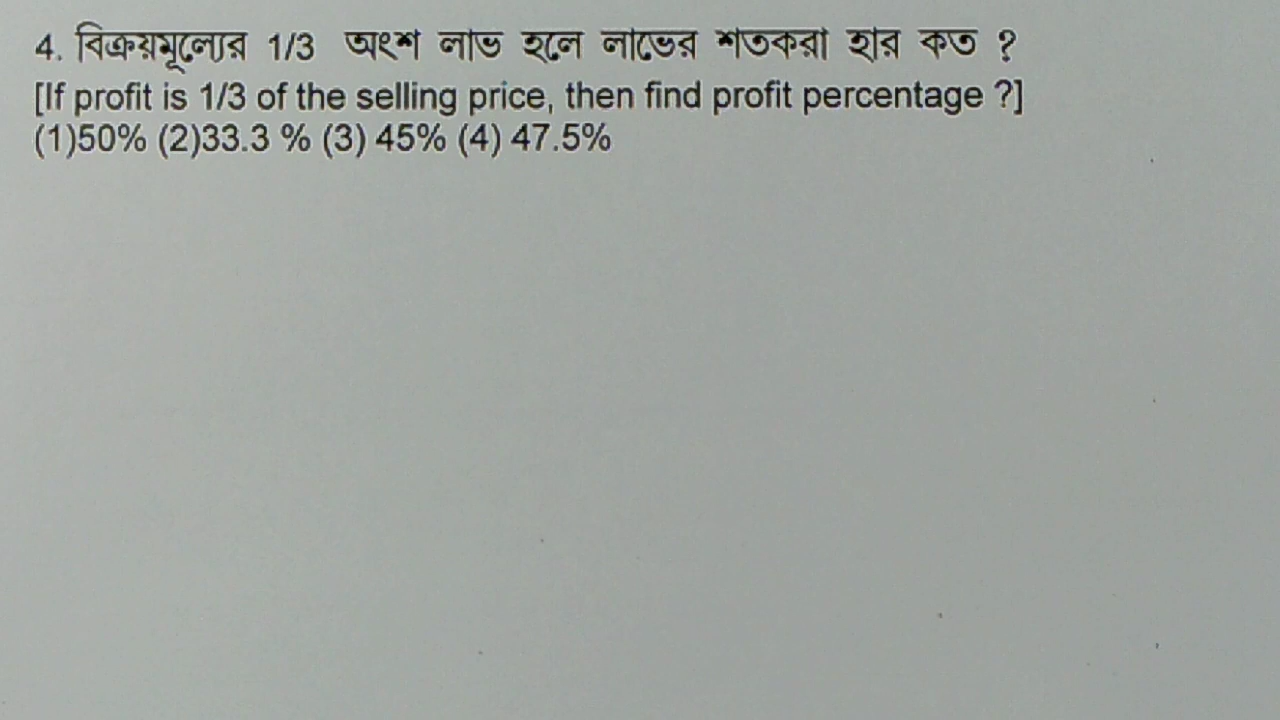 4. বিক্রয়মূল্যের 1/3 অংশ লাভ হলে লাভের শতকরা হার কত ?
[If profit is 1/3 of the selling price, then find profit percentage ?]
(1)50% (2)33.3 % (3) 45% (4) 47.5%